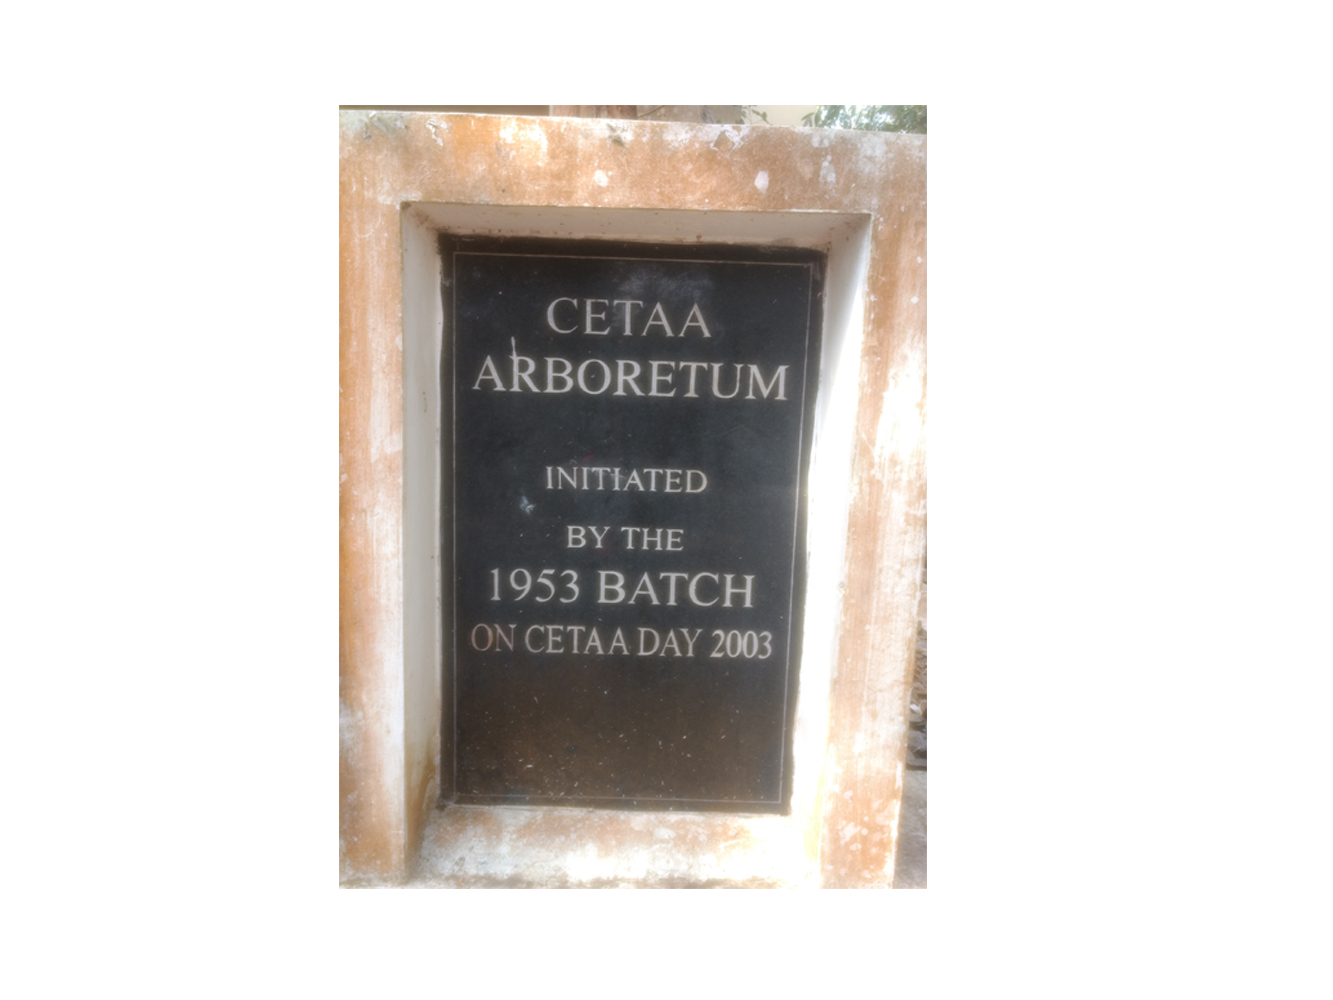 CETAA
ARBORETUM
INITIATED
BY THE
1953 BATCH
ON CETAA DAY 2003